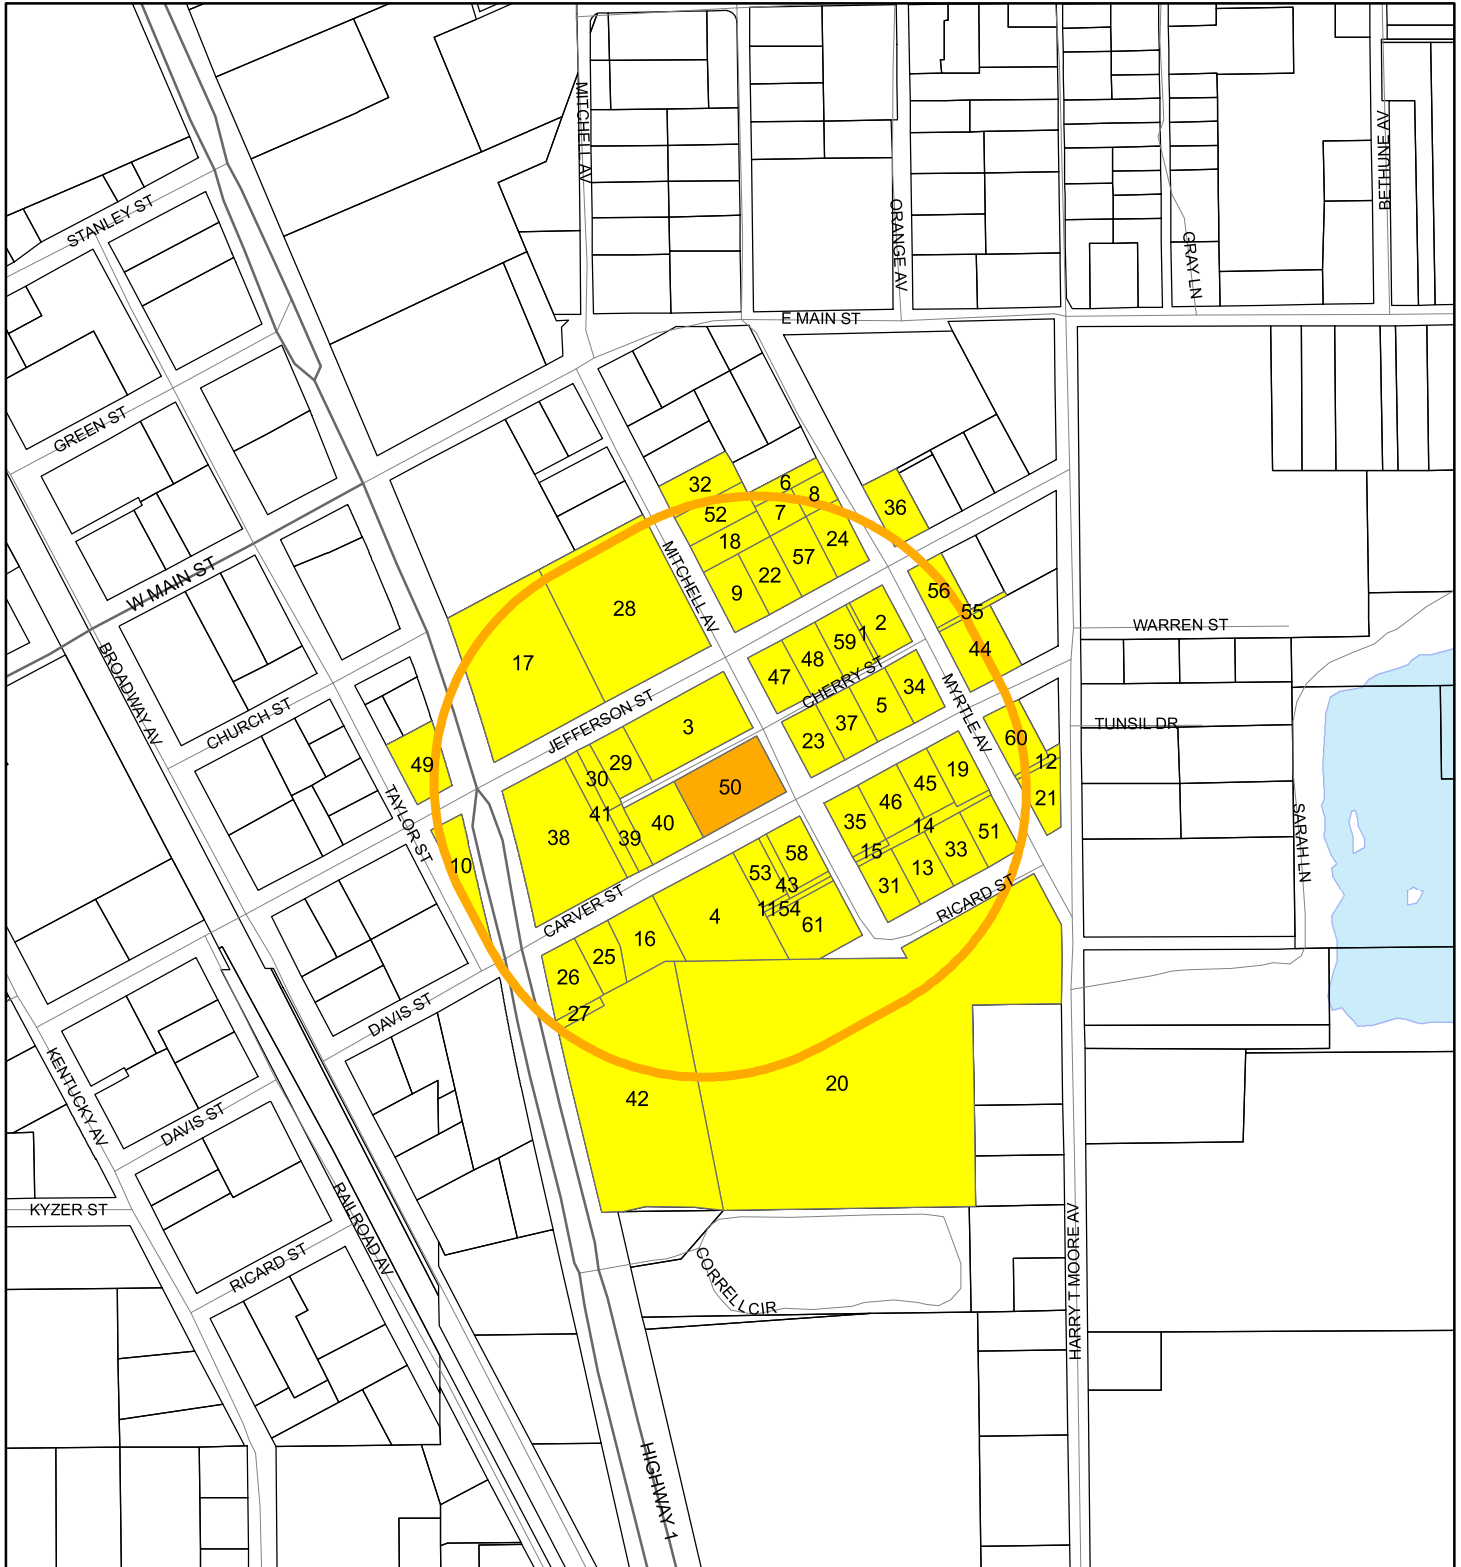 MITCHELL AV
BETHUNE AV
STANLEY ST
ORANGE AV
GRAY LN
E MAIN ST
GREEN ST
32
6
8
36
52
7
18
24
57
22
9
MITCHELL AV
W MAIN ST
28
56
55
2
1
59
48
47
44
WARREN ST
17
CHERRY ST
34
5
37
23
MYRTLE AV
BROADWAY AV
CHURCH ST
JEFFERSON ST
3
TUNSIL DR
60
49
29
30
12
19
45
46
50
21
TAYLOR ST
41
40
39
38
35
14
51
SARAH LN
15
58
53
43
33
13
31
10
RICARD ST
CARVER ST
11
54
4
61
16
25
26
27
DAVIS ST
KENTUCKY AV
42
20
DAVIS ST
KYZER ST
RAILROAD AV
RICARD ST
CORRELL CIR
HARRY T MOORE AV
HIGHWAY 1